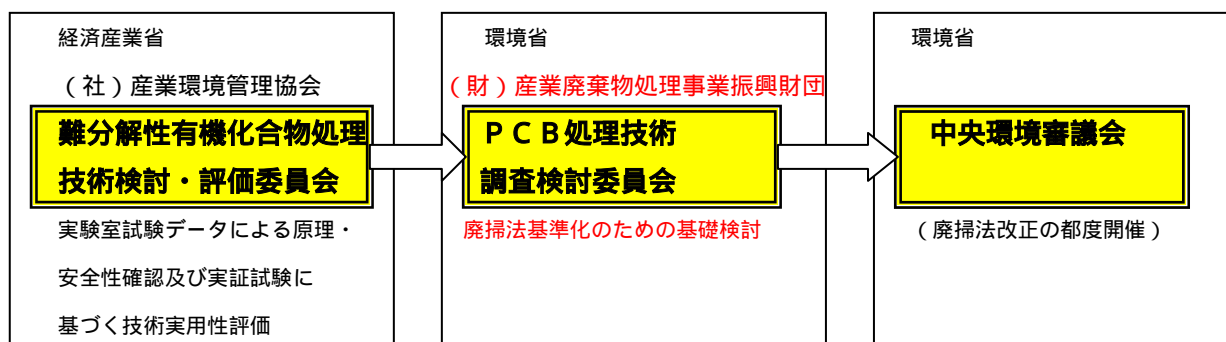 経済産業省
(社)産業環境管理協会
難分解性有機化合物処理
技術検討・評価委員会
実験室試験データによる原理・
安全性確認及び実証試験に
基づく技術実用性評価
環境省
(財)産業廃棄物処理事業振興財団
PCB処理技術
調査検討委員会
廃掃法基準化のための基礎検討
環境省
中央環境審議会
(廃掃法改正の都度開催)